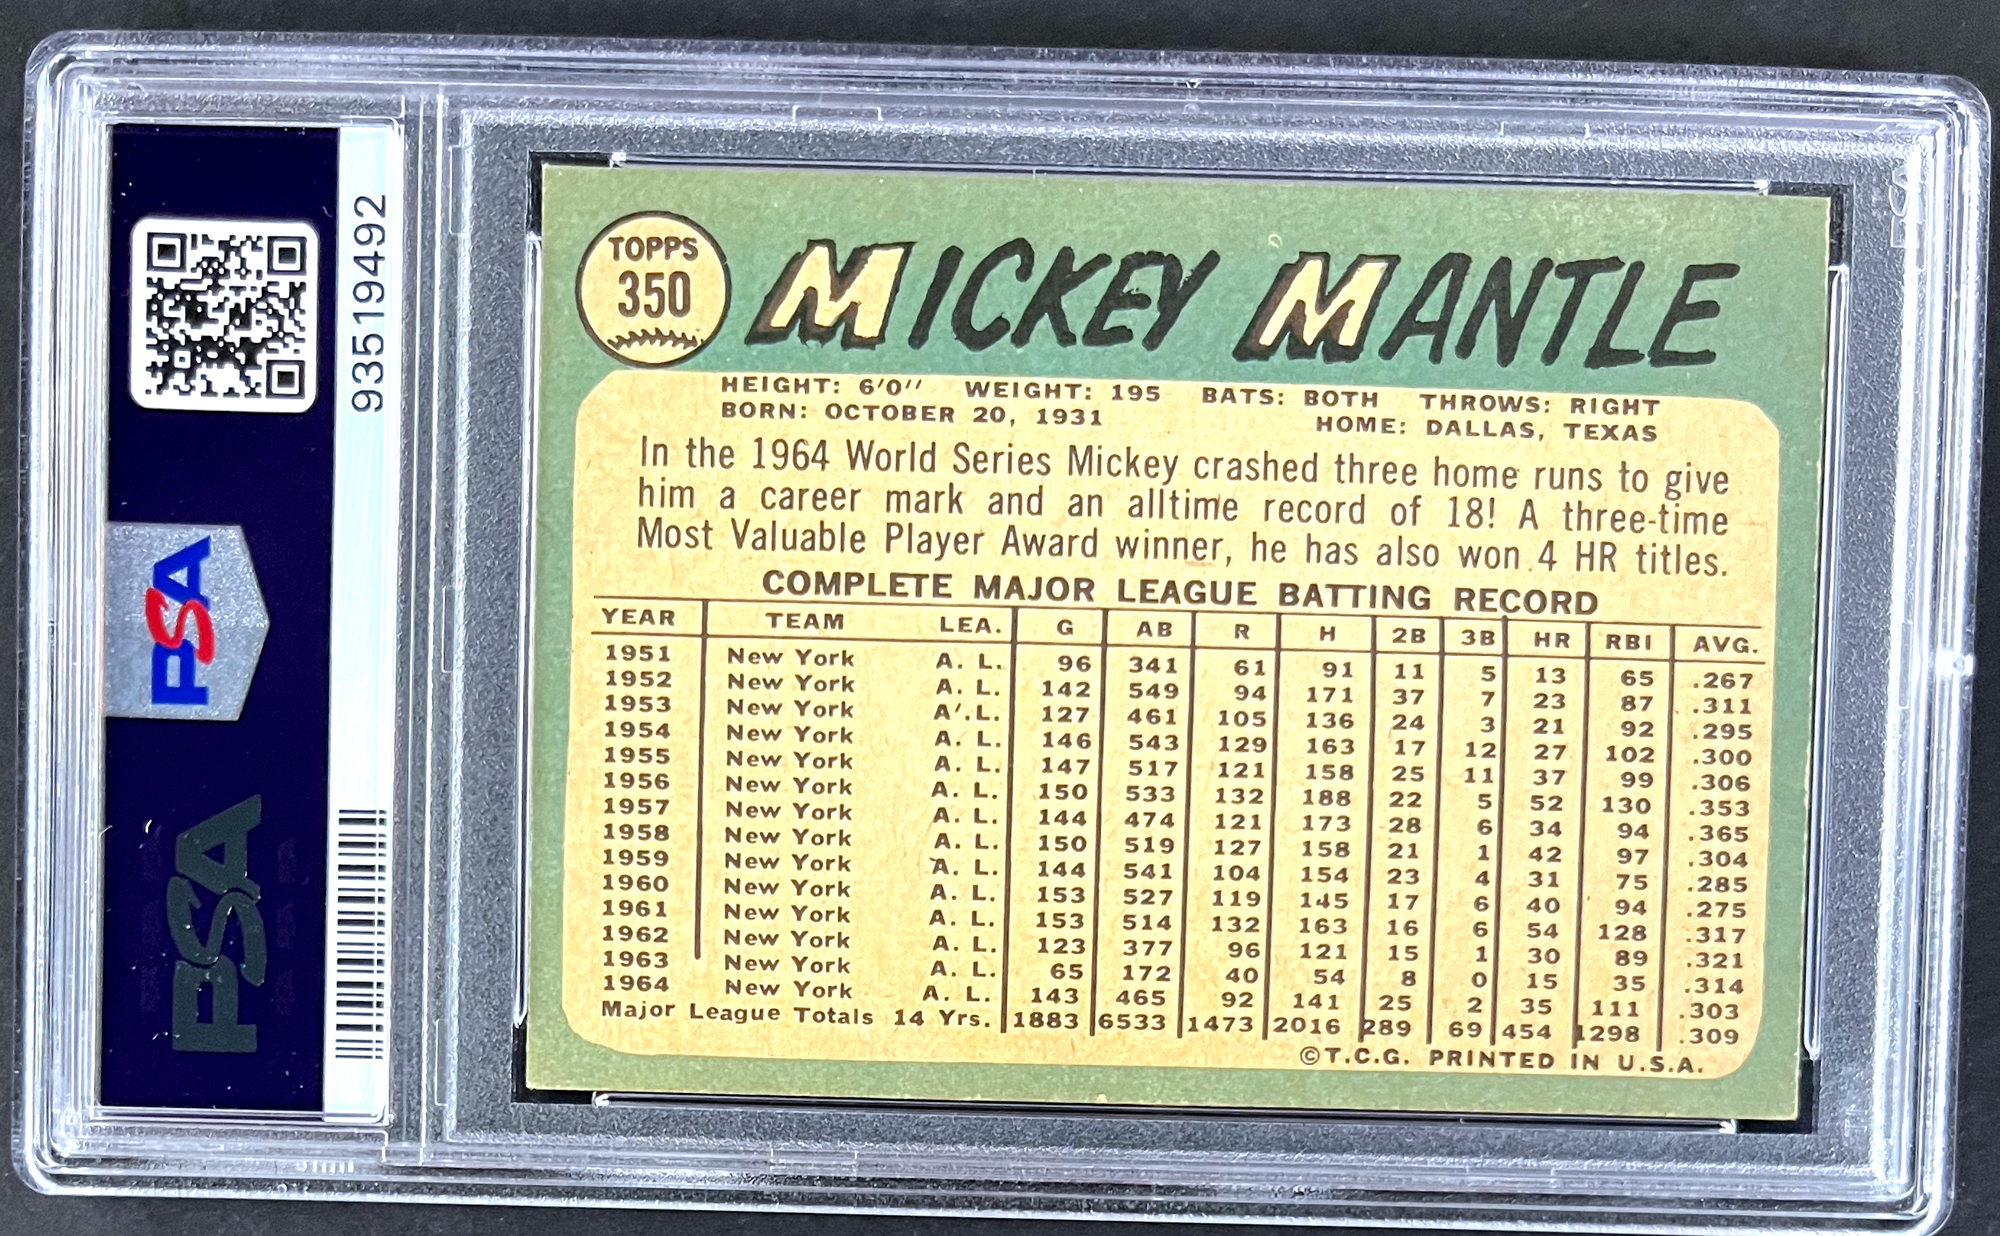 93519492
PSA
PSA
TOPPS
350
MICKEY MANTLE
HEIGHT: 6'0'' WEIGHT: 195 BATS: BOTH THROWS: RIGHT
BORN: OCTOBER 20, 1931 HOME: DALLAS, TEXAS
In the 1964 World Series Mickey crashed three home runs to give
him a career mark and an alltime record of 18! A three-time
Most Valuable Player Award winner, he has also won 4 HR titles.
COMPLETE MAJOR LEAGUE BATTING RECORD
YEAR TEAM LEA. G AB R H 2B 3B HR RBI AVG.
1951 New York A. L. 96 341 61 91 11 5 13 65 .267
1952 New York A. L. 142 549 94 171 37 7 23 87 .311
1953 New York A. L. 127 461 105 136 24 3 21 92 .295
1954 New York A. L. 146 543 129 163 17 12 27 102 .300
1955 New York A. L. 147 517 121 158 25 11 37 99 .306
1956 New York A. L. 150 533 132 188 22 5 52 130 .353
1957 New York A. L. 144 474 121 173 28 6 34 94 .365
1958 New York A. L. 150 519 127 158 21 1 42 97 .304
1959 New York A. L. 144 541 104 154 23 4 31 75 .285
1960 New York A. L. 153 527 119 145 17 6 40 94 .275
1961 New York A. L. 153 514 132 163 16 6 54 128 .317
1962 New York A. L. 123 377 96 121 15 1 30 89 .321
1963 New York A. L. 65 172 40 54 8 0 15 35 .314
1964 New York A. L. 143 465 92 141 25 2 35 111 .303
Major League Totals 14 Yrs. 1883 6533 1473 2016 289 69 454 1298 .309
©T.C.G. PRINTED IN U.S.A.